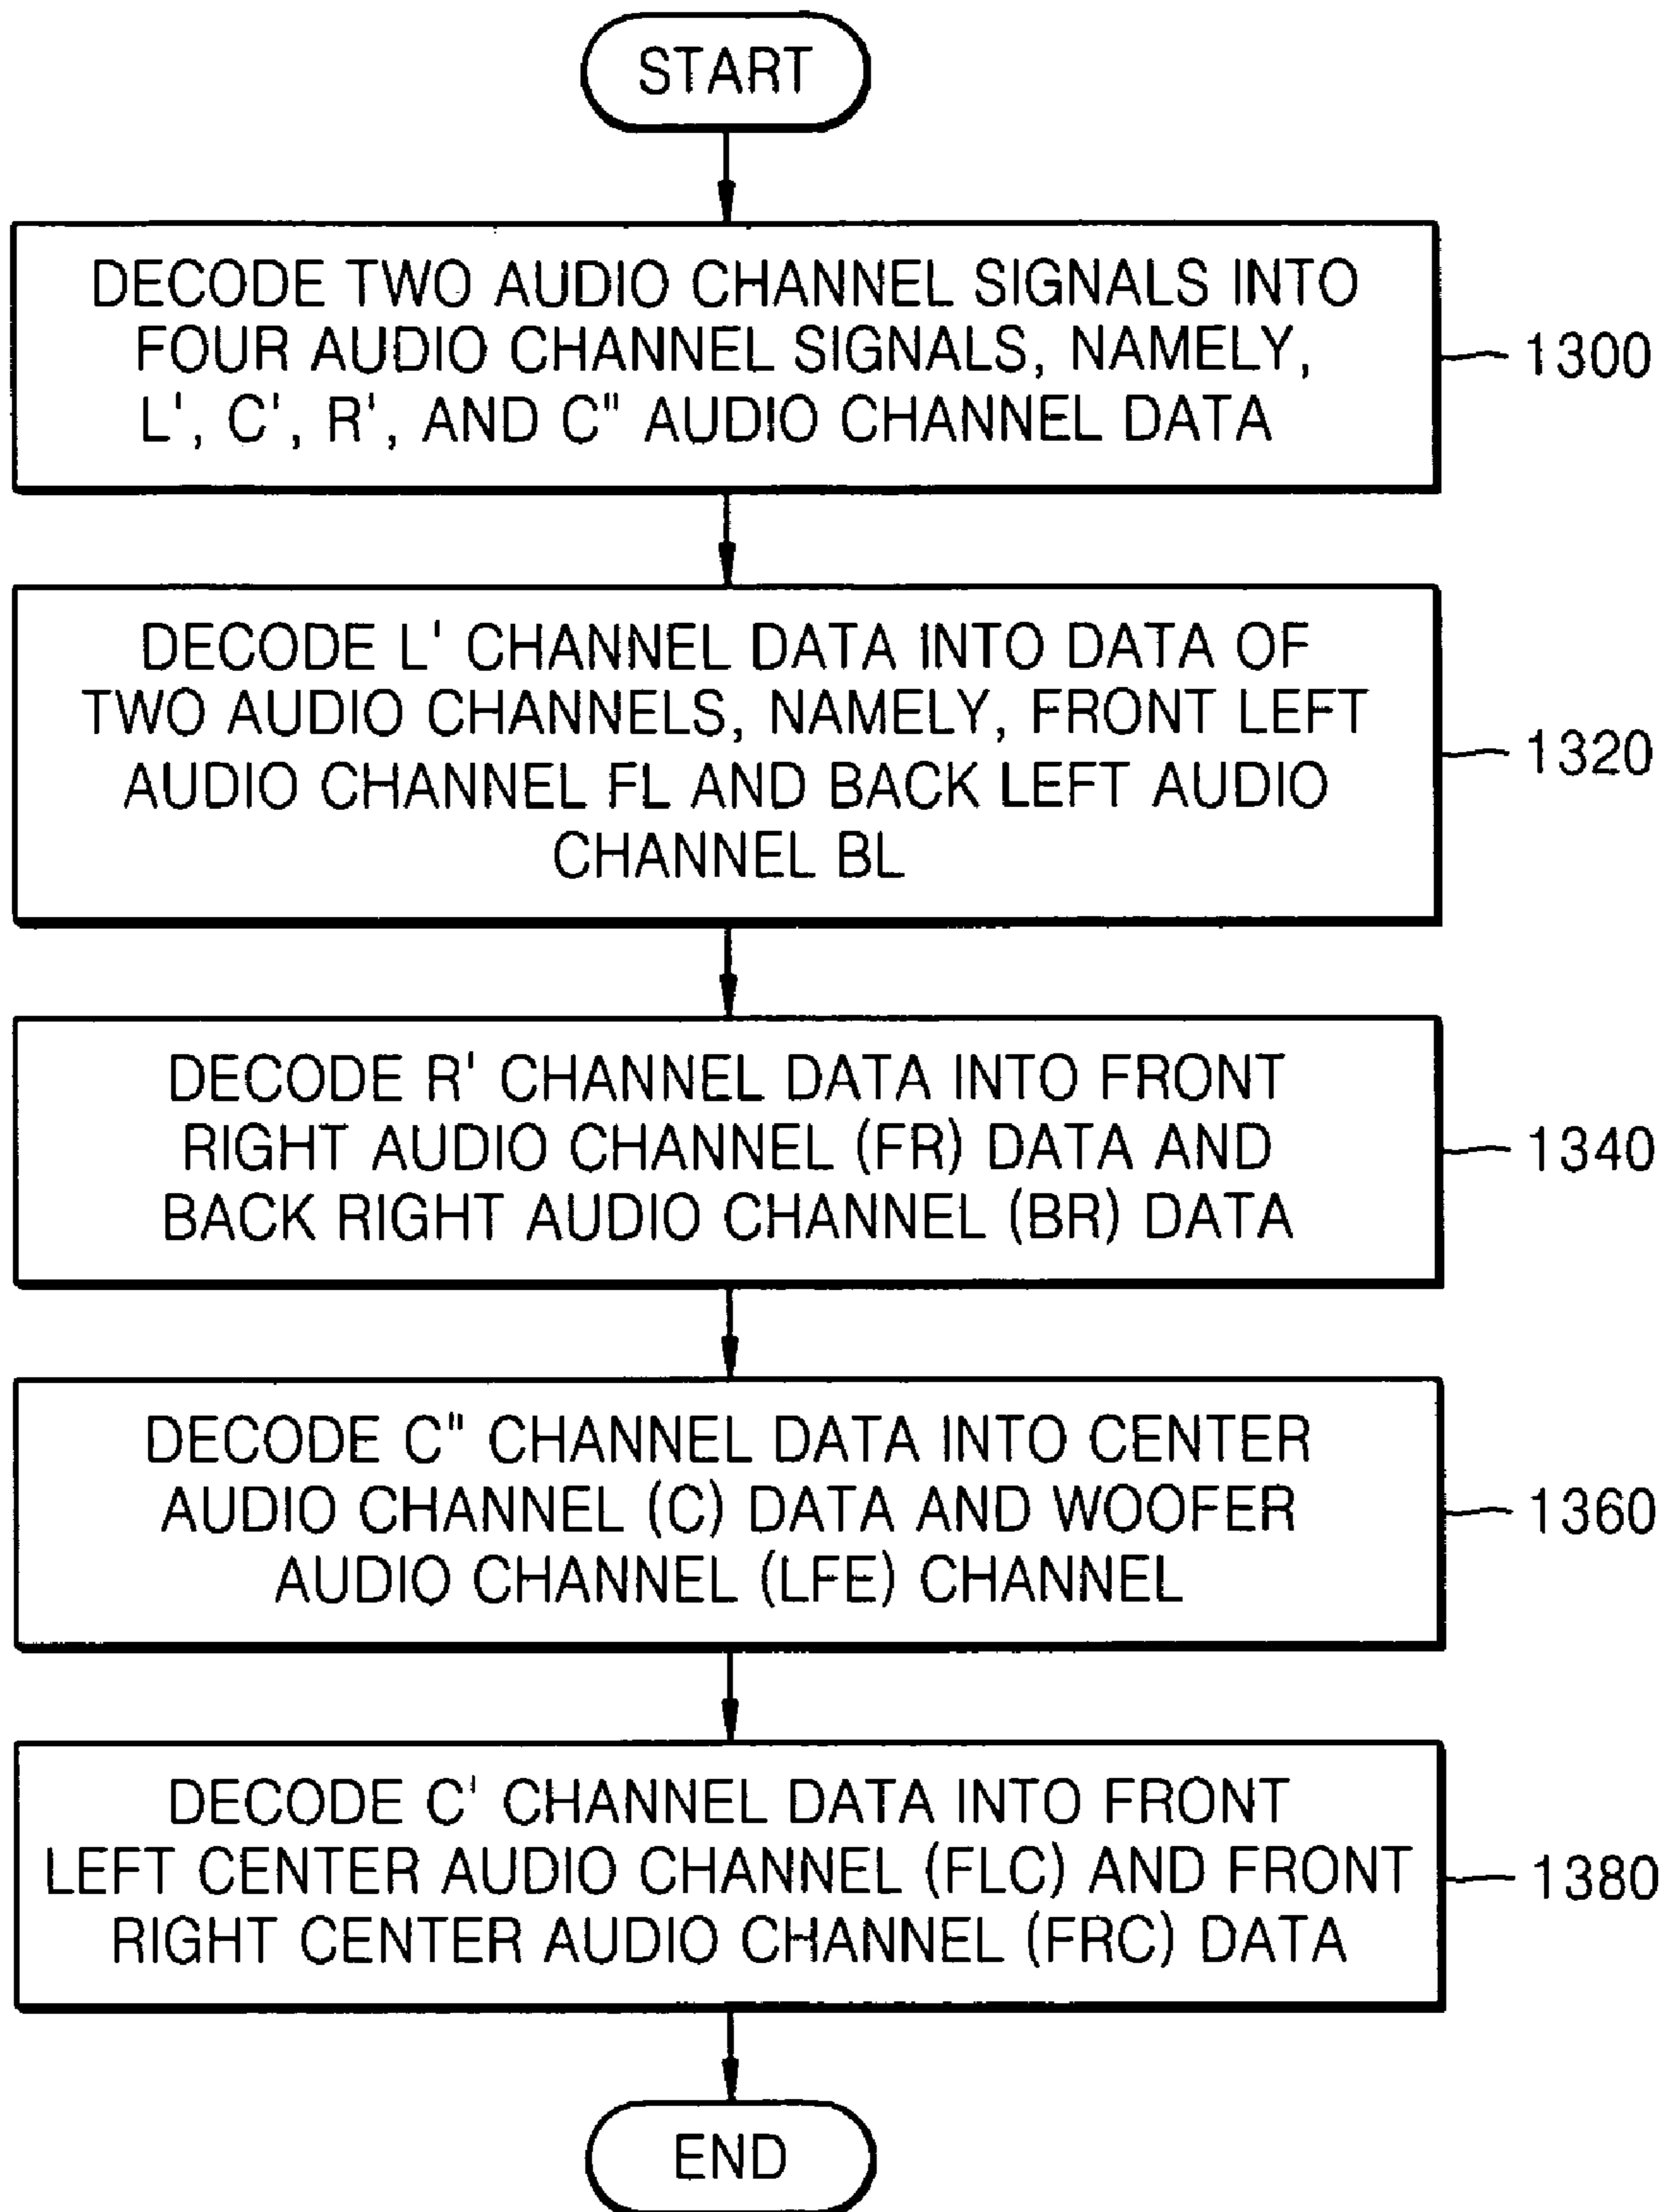 START
DECODE TWO AUDIO CHANNEL SIGNALS INTO
FOUR AUDIO CHANNEL SIGNALS, NAMELY,
L', C', R', AND C" AUDIO CHANNEL DATA
1300
DECODE L' CHANNEL DATA INTO DATA OF
TWO AUDIO CHANNELS, NAMELY, FRONT LEFT
AUDIO CHANNEL FL AND BACK LEFT AUDIO
CHANNEL BL
1320
DECODE R' CHANNEL DATA INTO FRONT
RIGHT AUDIO CHANNEL (FR) DATA AND
BACK RIGHT AUDIO CHANNEL (BR) DATA
1340
DECODE C" CHANNEL DATA INTO CENTER
AUDIO CHANNEL (C) DATA AND WOOFER
AUDIO CHANNEL (LFE) CHANNEL
1360
DECODE C' CHANNEL DATA INTO FRONT
LEFT CENTER AUDIO CHANNEL (FLC) AND FRONT
RIGHT CENTER AUDIO CHANNEL (FRC) DATA
1380
END